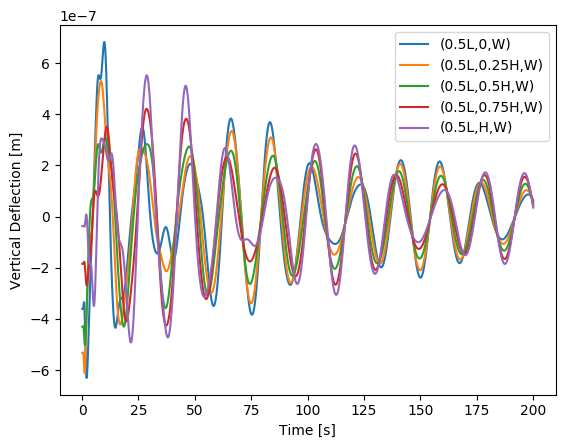 1e−7
6
4
2
0
−2
−4
−6
Vertical Deflection [m]
0
25
50
75
100
125
150
175
200
Time [s]
(0.5L,0,W)
(0.5L,0.25H,W)
(0.5L,0.5H,W)
(0.5L,0.75H,W)
(0.5L,H,W)